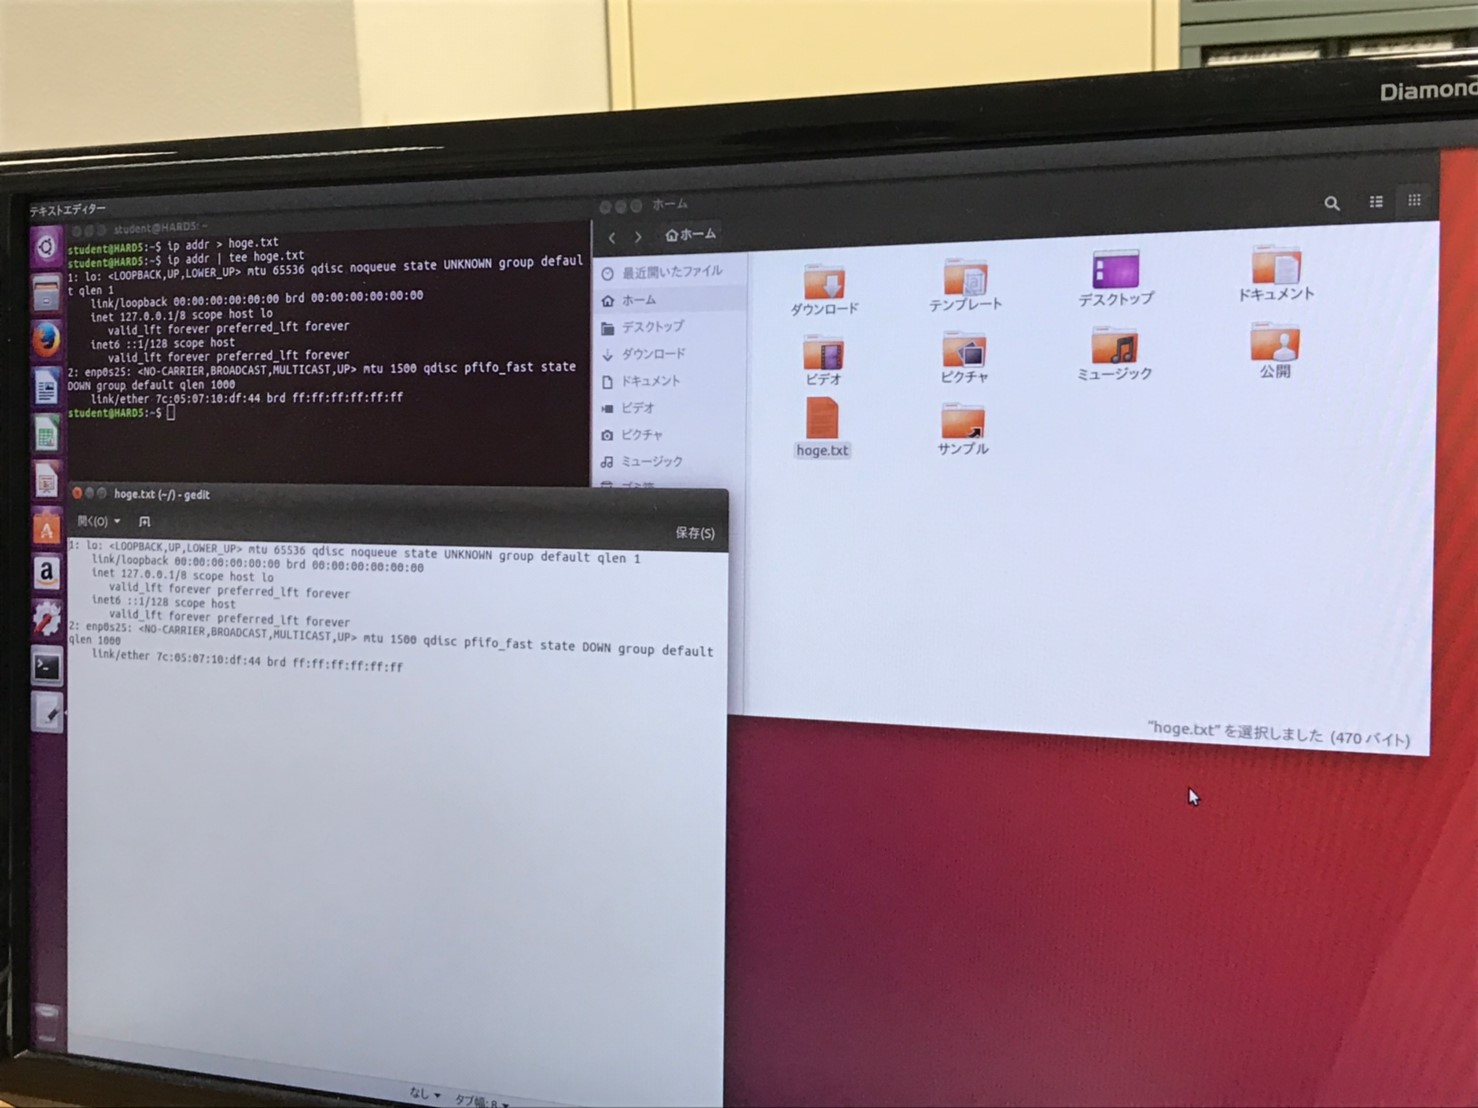 Diamond
テキストエディター
student@HARD5: ~
student@HARD5:~$ ip addr > hoge.txt
student@HARD5:~$ ip addr | tee hoge.txt
1: lo: <LOOPBACK,UP,LOWER_UP> mtu 65536 qdisc noqueue state UNKNOWN group defaul
t qlen 1
link/loopback 00:00:00:00:00:00 brd 00:00:00:00:00:00
inet 127.0.0.1/8 scope host lo
valid_lft forever preferred_lft forever
inet6 ::1/128 scope host
valid_lft forever preferred_lft forever
2: enp0s25: <NO-CARRIER,BROADCAST,MULTICAST,UP> mtu 1500 qdisc pfifo_fast state
DOWN group default qlen 1000
link/ether 7c:05:07:10:df:44 brd ff:ff:ff:ff:ff:ff
student@HARD5:~$
ホーム
ホーム
最近開いたファイル
ホーム
デスクトップ
ダウンロード
ドキュメント
ビデオ
ピクチャ
ミュージック
ダウンロード
テンプレート
デスクトップ
ドキュメント
ビデオ
ピクチャ
ミュージック
公開
hoge.txt
サンプル
"hoge.txt" を選択しました (470 バイト)
hoge.txt (~/) - gedit
開く(O)
保存(S)
1: lo: <LOOPBACK,UP,LOWER_UP> mtu 65536 qdisc noqueue state UNKNOWN group default qlen 1
link/loopback 00:00:00:00:00:00 brd 00:00:00:00:00:00
inet 127.0.0.1/8 scope host lo
valid_lft forever preferred_lft forever
inet6 ::1/128 scope host
valid_lft forever preferred_lft forever
2: enp0s25: <NO-CARRIER,BROADCAST,MULTICAST,UP> mtu 1500 qdisc pfifo_fast state DOWN group default
qlen 1000
link/ether 7c:05:07:10:df:44 brd ff:ff:ff:ff:ff:ff
なし
タブ幅: 8